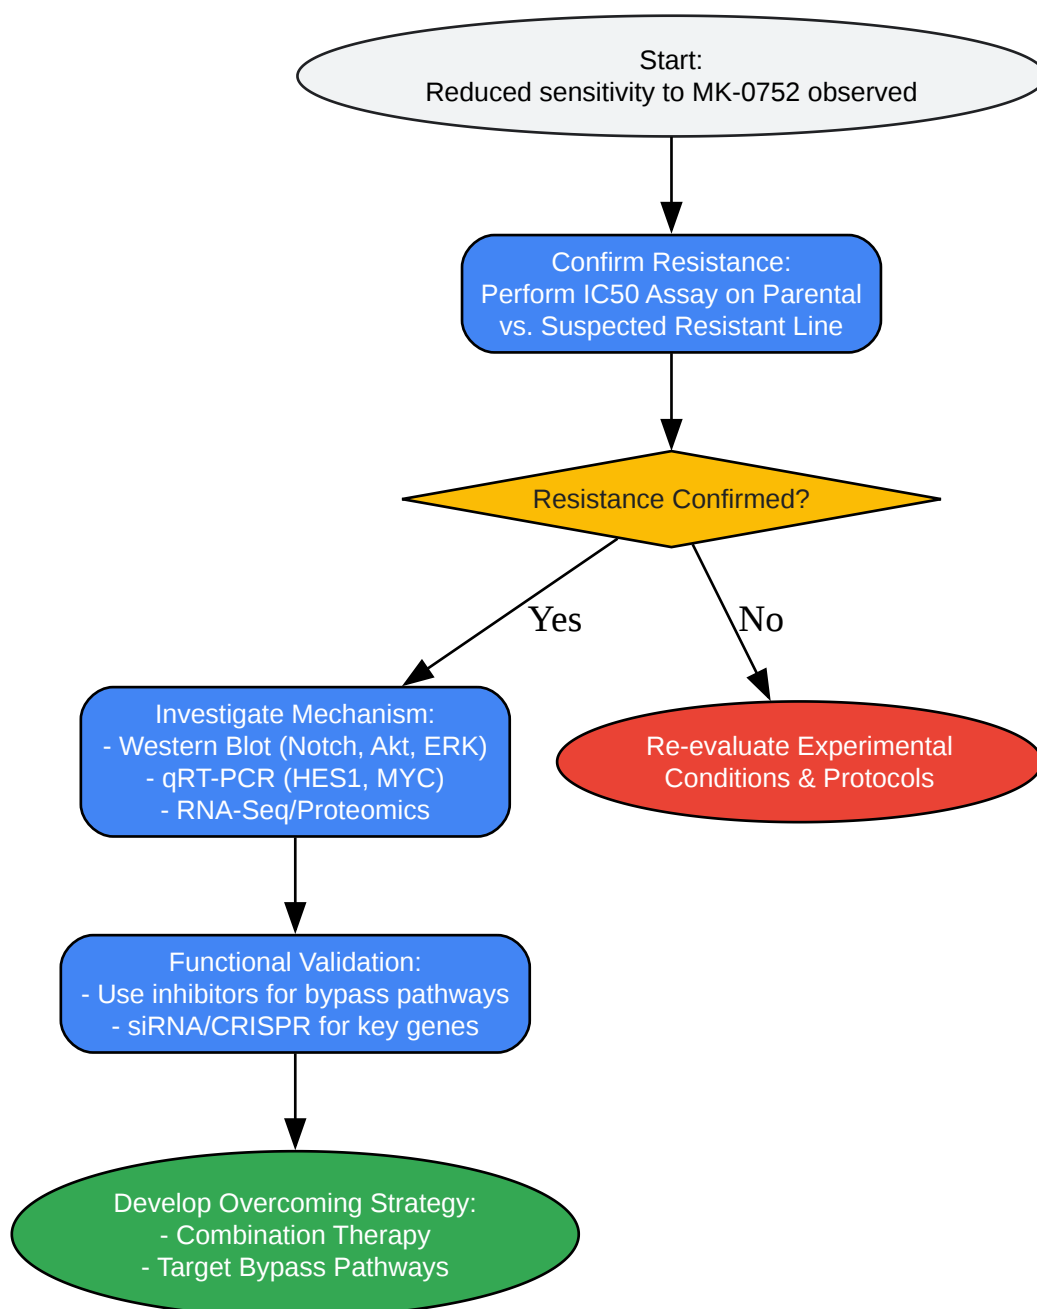 Start:
Reduced sensitivity to MK-0752 observed
Confirm Resistance:
Perform IC50 Assay on Parental
vs. Suspected Resistant Line
Resistance Confirmed?
Yes
No
Investigate Mechanism:
- Western Blot (Notch, Akt, ERK)
- qRT-PCR (HES1, MYC)
- RNA-Seq/Proteomics
Re-evaluate Experimental
Conditions & Protocols
Functional Validation:
- Use inhibitors for bypass pathways
- siRNA/CRISPR for key genes
Develop Overcoming Strategy:
- Combination Therapy
- Target Bypass Pathways